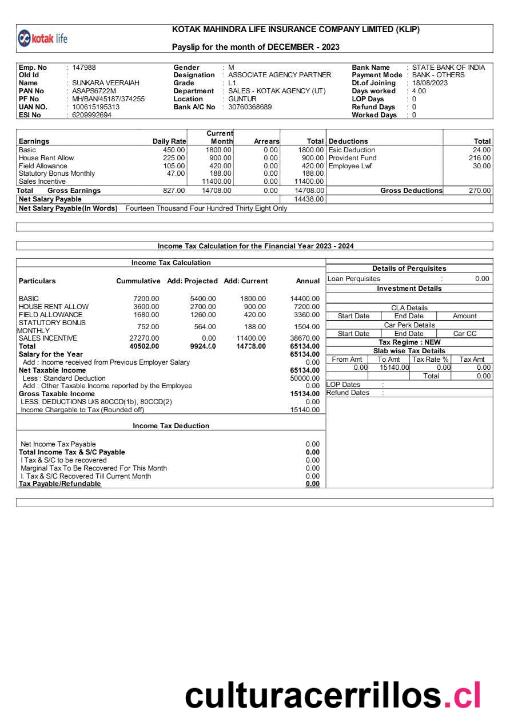 kotak life
KOTAK MAHINDRA LIFE INSURANCE COMPANY LIMITED (KLIP)
Payslip for the month of DECEMBER - 2023
Emp. No : 147988 Gender : M Bank Name : STATE BANK OF INDIA
Old Id : Designation : ASSOCIATE AGENCY PARTNER Payment Mode : BANK - OTHERS
Name : SUNKARA VEERAIAH Grade : L1 Dt.of Joining : 18/08/2023
PAN No : ASAPS6722M Department : SALES - KOTAK AGENCY (UT) Days worked : 4.00
PF No : MH/BAN/45187/374255 Location : GUNTUR LOP Days : 0
UAN NO. : 100615195313 Bank A/C No : 30760368689 Refund Days : 0
ESI No : 6209992694 Worked Days : 0
Earnings Daily Rate Current Month Arrears Total Deductions Total
Basic 450.00 1800.00 0.00 1800.00 Esic Deduction 24.00
House Rent Allow 225.00 900.00 0.00 900.00 Provident Fund 216.00
Field Allowance 105.00 420.00 0.00 420.00 Employee Lwf 30.00
Statutory Bonus Monthly 47.00 188.00 0.00 188.00
Sales Incentive 11400.00 0.00 11400.00
Total Gross Earnings 827.00 14708.00 0.00 14708.00 Gross Deductions 270.00
Net Salary Payable 14438.00
Net Salary Payable(In Words) Fourteen Thousand Four Hundred Thirty Eight Only
Income Tax Calculation for the Financial Year 2023 - 2024
Income Tax Calculation
Particulars Cummulative Add: Projected Add: Current Annual
BASIC 7200.00 5400.00 1800.00 14400.00
HOUSE RENT ALLOW 3600.00 2700.00 900.00 7200.00
FIELD ALLOWANCE 1680.00 1260.00 420.00 3360.00
STATUTORY BONUS MONTHLY 752.00 564.00 188.00 1504.00
SALES INCENTIVE 27270.00 0.00 11400.00 38670.00
Total 40502.00 9924.00 14708.00 65134.00
Salary for the Year 65134.00
Add : Income received from Previous Employer Salary 0.00
Net Taxable Income 65134.00
Less : Standard Deduction 50000.00
Add : Other Taxable Income reported by the Employee 0.00
Gross Taxable Income 15134.00
LESS: DEDUCTIONS U/S 80CCD(1b), 80CCD(2) 0.00
Income Chargable to Tax (Rounded off) 15140.00
Income Tax Deduction
Net Income Tax Payable 0.00
Total Income Tax & S/C Payable 0.00
I.Tax & S/C to be recovered 0.00
Marginal Tax To Be Recovered For This Month 0.00
I. Tax & S/C Recovered Till Current Month 0.00
Tax Payable/Refundable 0.00
Details of Perquisites
Loan Perquisites : 0.00
Investment Details
CLA Details
Start Date End Date Amount
Car Perk Details
Start Date End Date Car CC
Tax Regime : NEW
Slab wise Tax Details
From Amt To Amt Tax Rate % Tax Amt
0.00 15140.00 0.00 0.00
Total 0.00
LOP Dates :
Refund Dates :
culturacerrillos.cl